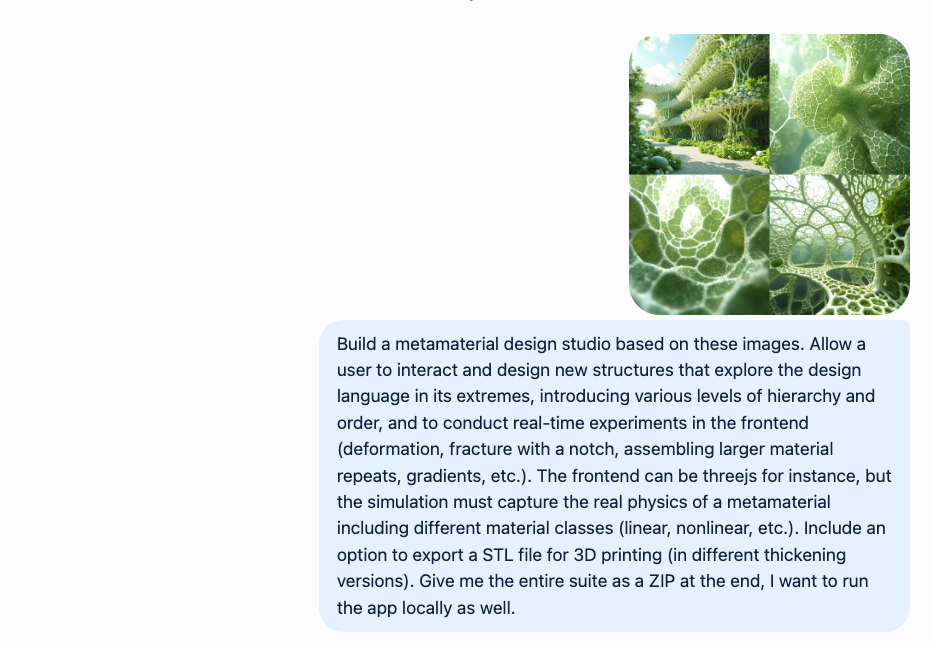 Build a metamaterial design studio based on these images. Allow a
user to interact and design new structures that explore the design
language in its extremes, introducing various levels of hierarchy and
order, and to conduct real-time experiments in the frontend
(deformation, fracture with a notch, assembling larger material
repeats, gradients, etc.). The frontend can be threejs for instance, but
the simulation must capture the real physics of a metamaterial
including different material classes (linear, nonlinear, etc.). Include an
option to export a STL file for 3D printing (in different thickening
versions). Give me the entire suite as a ZIP at the end, I want to run
the app locally as well.